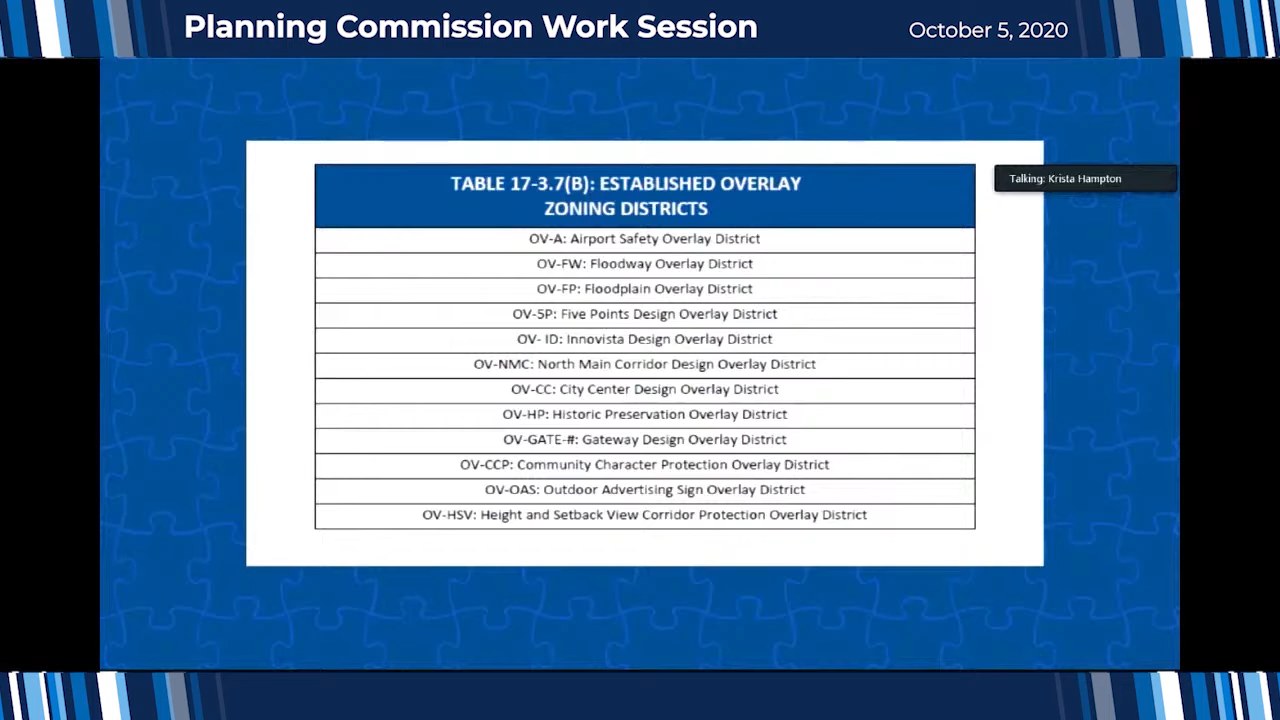 Planning Commission Work Session
October 5, 2020
TABLE 17-3.7(B): ESTABLISHED OVERLAY
ZONING DISTRICTS
Talking: Krista Hampton
OV-A: Airport Safety Overlay District
OV-FW: Floodway Overlay District
OV-FP: Floodplain Overlay District
OV-5P: Five Points Design Overlay District
OV- ID: Innovista Design Overlay District
OV-NMC: North Main Corridor Design Overlay District
OV-CC: City Center Design Overlay District
OV-HP: Historic Preservation Overlay District
OV-GATE-#: Gateway Design Overlay District
OV-CCP: Community Character Protection Overlay District
OV-OAS: Outdoor Advertising Sign Overlay District
OV-HSV: Height and Setback View Corridor Protection Overlay District